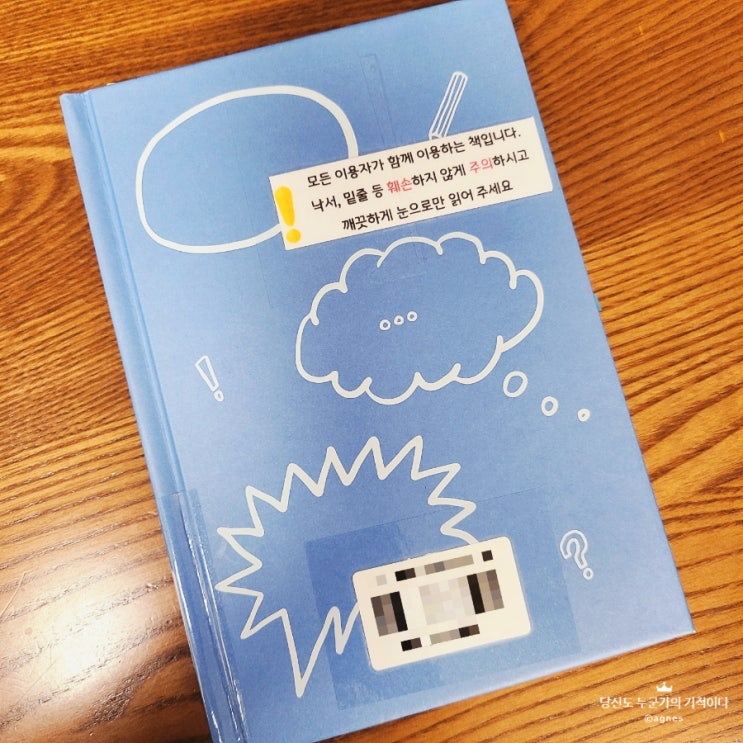 모든 이용자가 함께 이용하는 책입니다.
낙서, 밑줄 등 훼손하지 않게 주의하시고
깨끗하게 눈으로만 읽어 주세요
!
?
당신도 누군가의 기적이다
@agnes